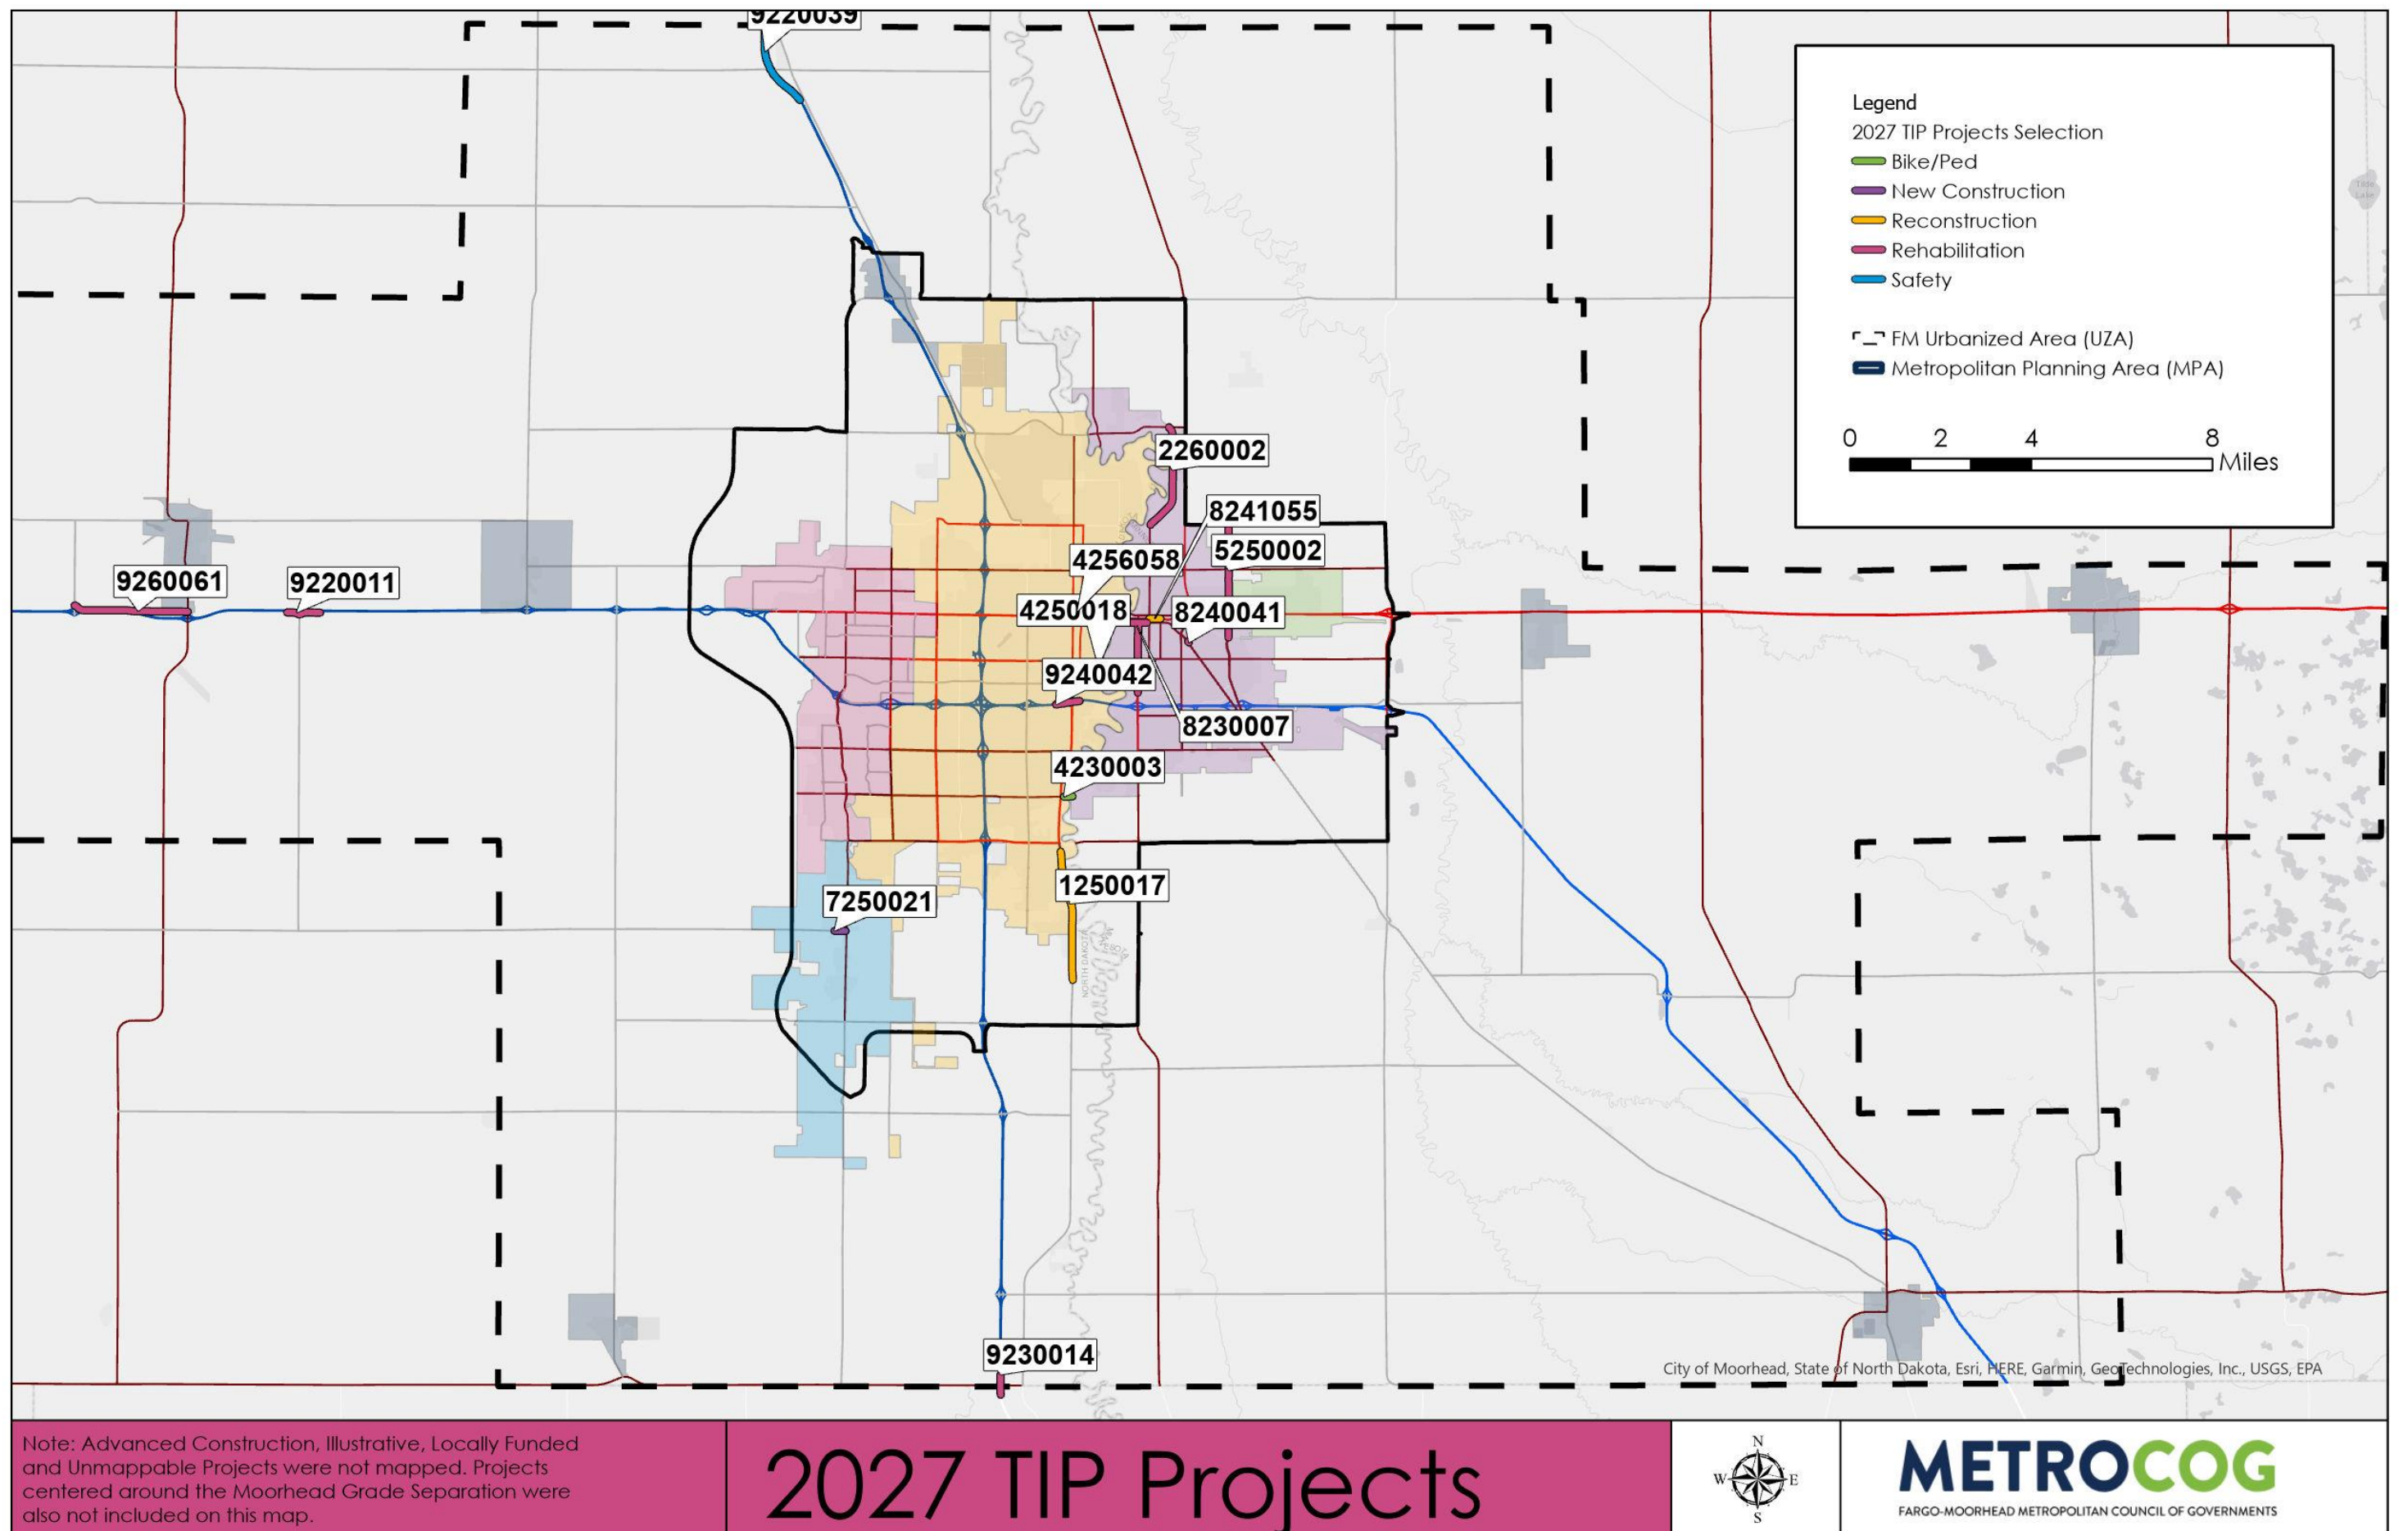 9220039
Legend
2027 TIP Projects Selection
Bike/Ped
New Construction
Reconstruction
Rehabilitation
Safety
FM Urbanized Area (UZA)
Metropolitan Planning Area (MPA)
0 2 4 8
Miles
2260002
8241055
4256058
5250002
9260061
9220011
4250018
8240041
9240042
8230007
4230003
1250017
7250021
NORTH DAKOTA
9230014
City of Moorhead, State of North Dakota, Esri, HERE, Garmin, GeoTechnologies, Inc., USGS, EPA
Note: Advanced Construction, Illustrative, Locally Funded
and Unmappable Projects were not mapped. Projects
centered around the Moorhead Grade Separation were
also not included on this map.
2027 TIP Projects
N
W E
S
METROCOG
FARGO-MOORHEAD METROPOLITAN COUNCIL OF GOVERNMENTS